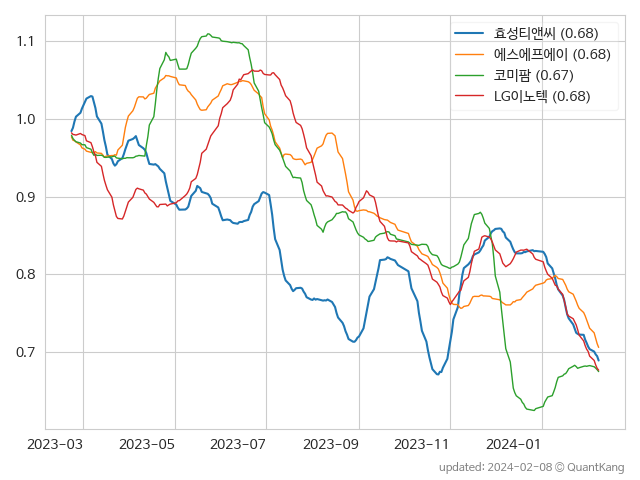 효성티앤씨 (0.68)
에스에프에이 (0.68)
코미팜 (0.67)
LG이노텍 (0.68)
1.1
1.0
0.9
0.8
0.7
2023-03 2023-05 2023-07 2023-09 2023-11 2024-01
updated: 2024-02-08 © QuantKang